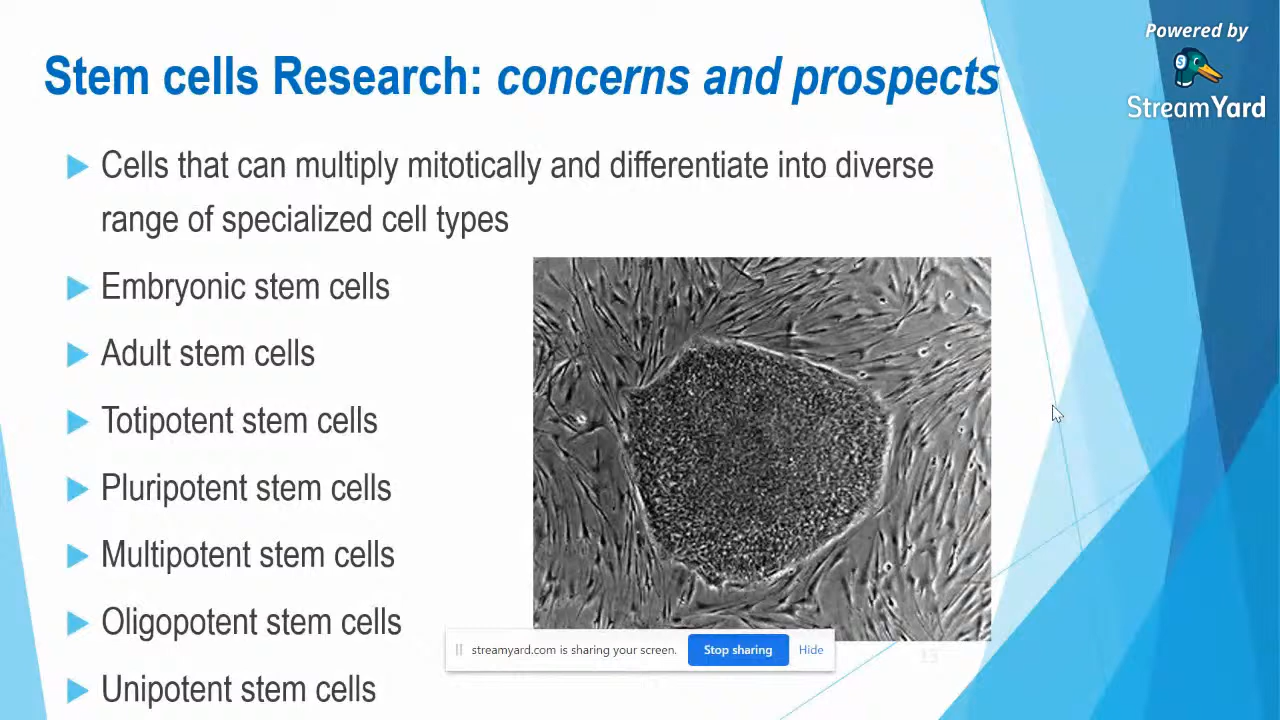 Powered by
StreamYard
Stem cells Research: concerns and prospects
Cells that can multiply mitotically and differentiate into diverse
range of specialized cell types
Embryonic stem cells
Adult stem cells
Totipotent stem cells
Pluripotent stem cells
Multipotent stem cells
Oligopotent stem cells
Unipotent stem cells
streamyard.com is sharing your screen. Stop sharing Hide
13